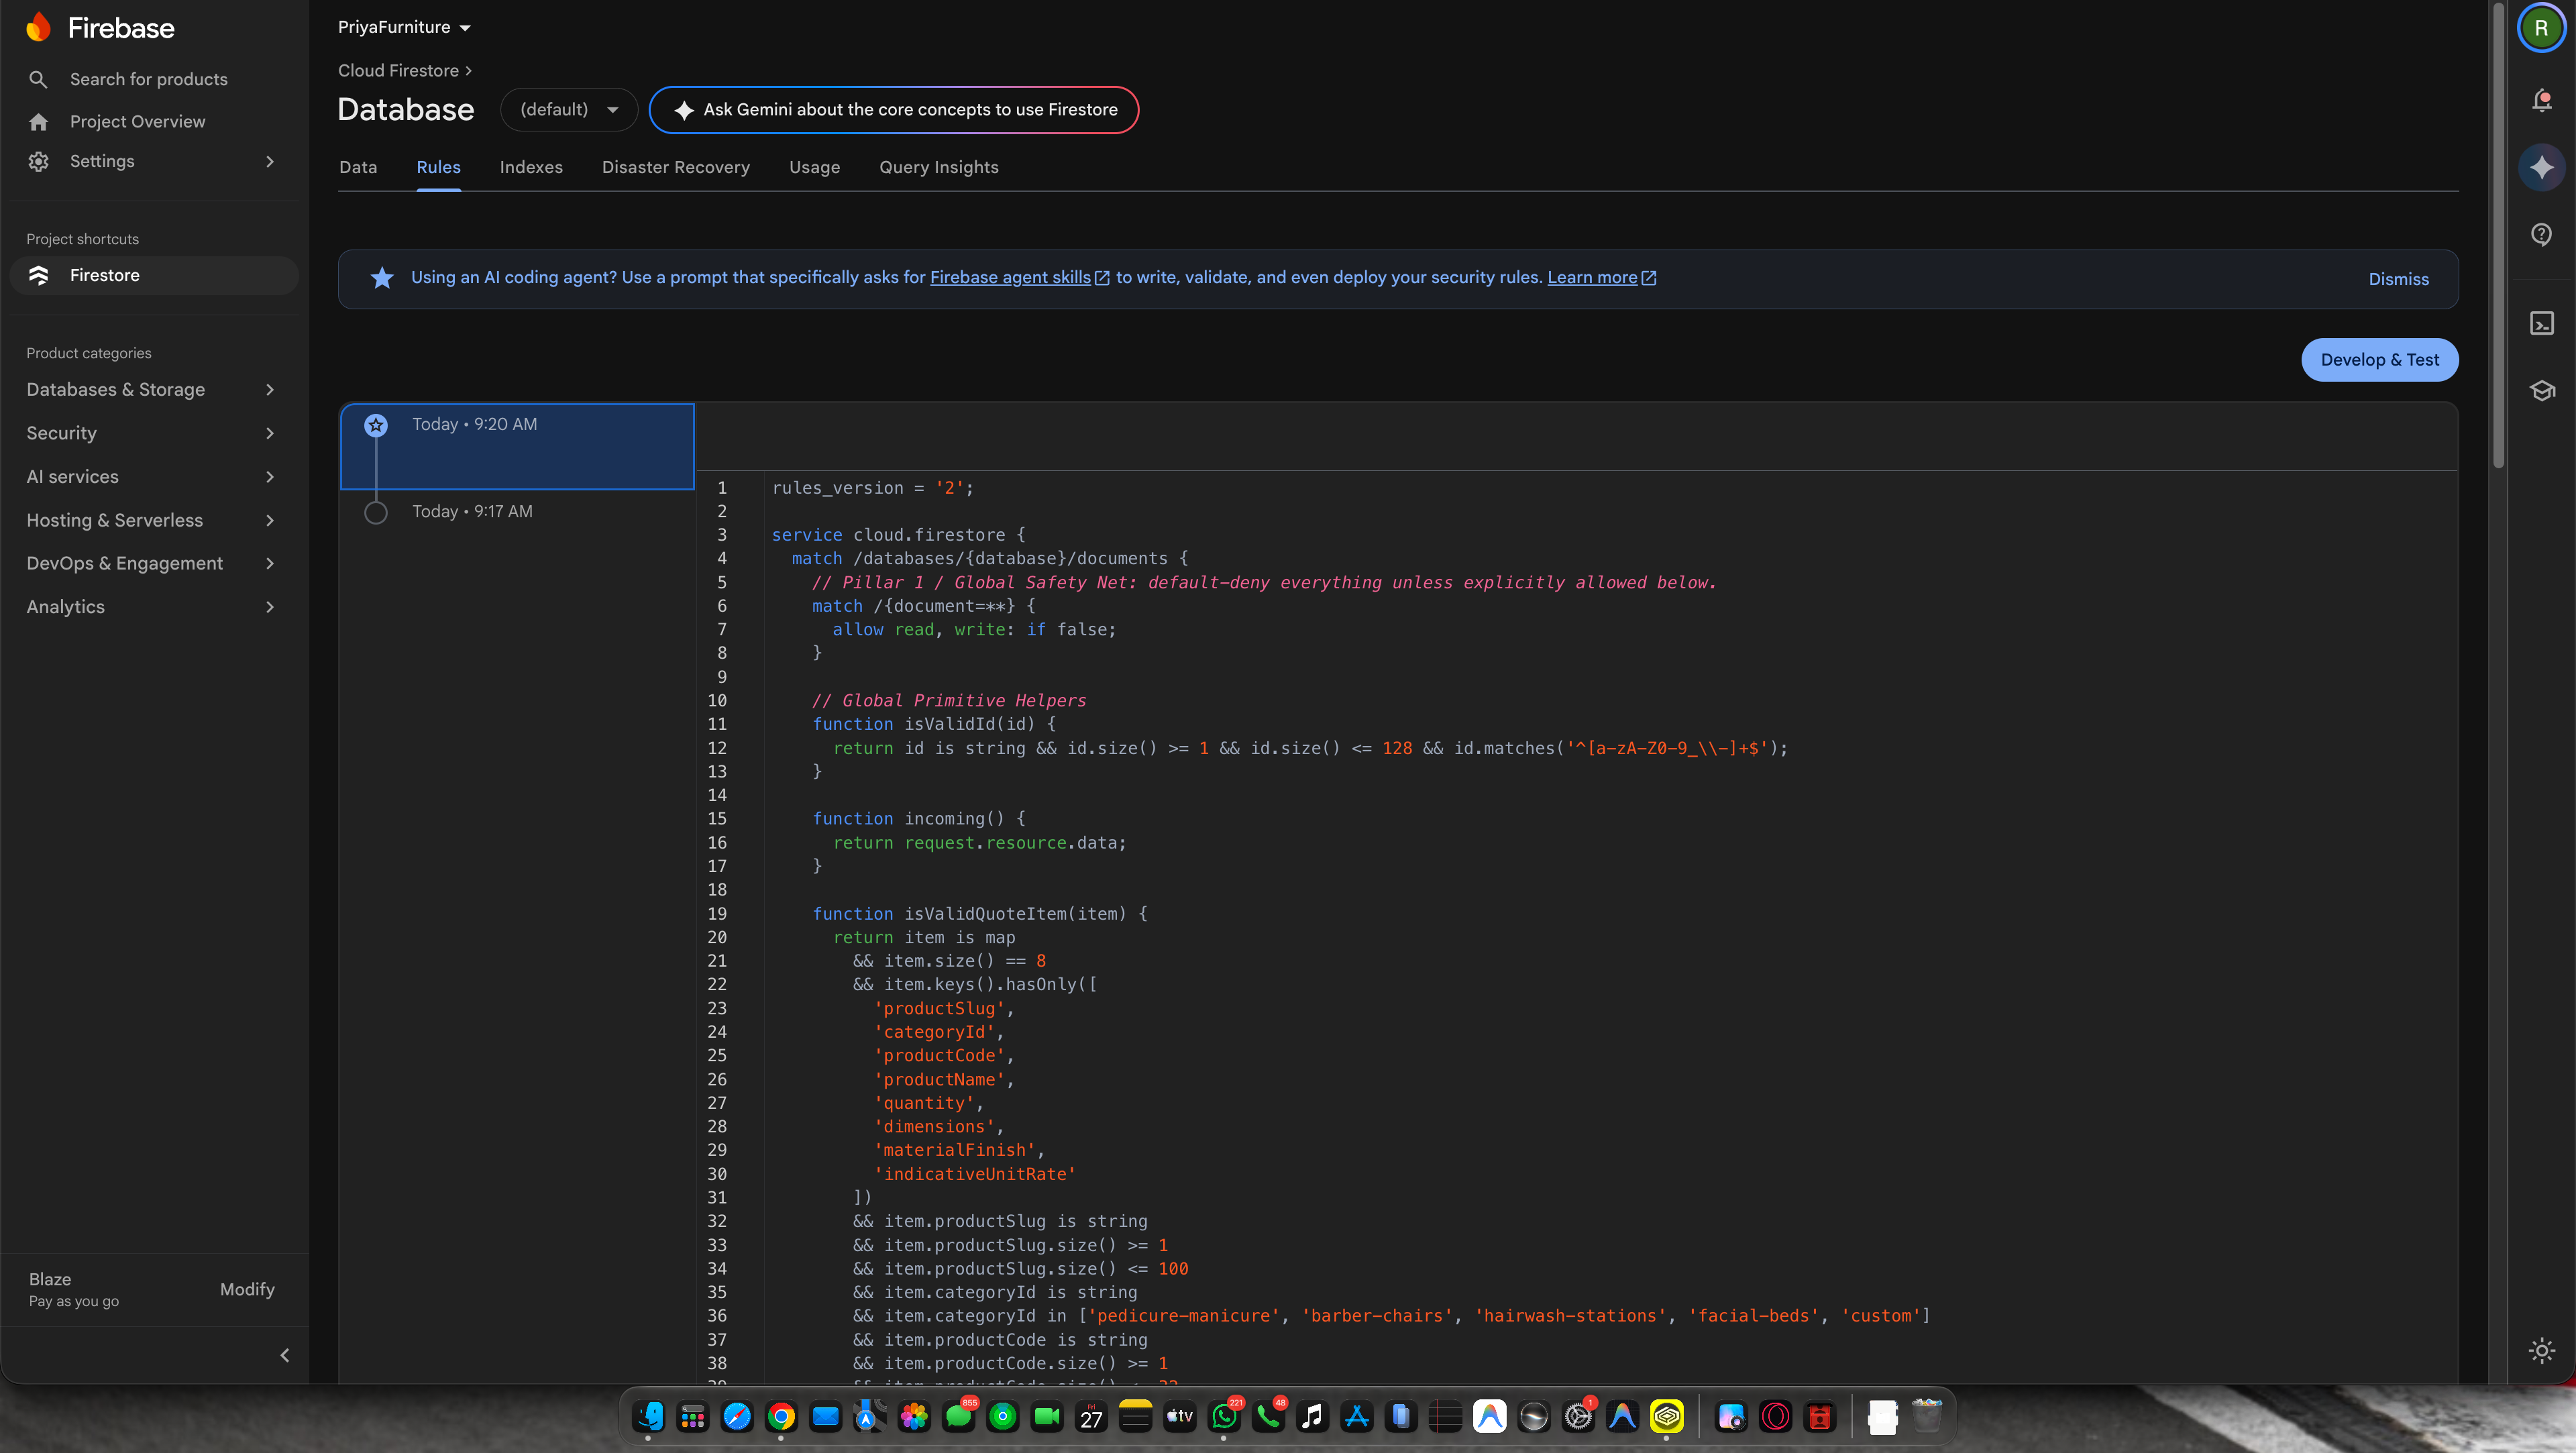 Firebase
Search for products
Project Overview
Settings
Project shortcuts
Firestore
Product categories
Databases & Storage
Security
AI services
Hosting & Serverless
DevOps & Engagement
Analytics
Blaze
Pay as you go
Modify
PriyaFurniture
Cloud Firestore
Database
(default)
Ask Gemini about the core concepts to use Firestore
Data
Rules
Indexes
Disaster Recovery
Usage
Query Insights
Using an AI coding agent? Use a prompt that specifically asks for Firebase agent skills to write, validate, and even deploy your security rules. Learn more
Dismiss
Develop & Test
Today • 9:20 AM
Today • 9:17 AM
1 rules_version = '2';
2
3 service cloud.firestore {
4 match /databases/{database}/documents {
5 // Pillar 1 / Global Safety Net: default-deny everything unless explicitly allowed below.
6 match /{document=**} {
7 allow read, write: if false;
8 }
9
10 // Global Primitive Helpers
11 function isValidId(id) {
12 return id is string && id.size() >= 1 && id.size() <= 128 && id.matches('^[a-zA-Z0-9_\\-]+$');
13 }
14
15 function incoming() {
16 return request.resource.data;
17 }
18
19 function isValidQuoteItem(item) {
20 return item is map
21 && item.size() == 8
22 && item.keys().hasOnly([
23 'productSlug',
24 'categoryId',
25 'productCode',
26 'productName',
27 'quantity',
28 'dimensions',
29 'materialFinish',
30 'indicativeUnitRate'
31 ])
32 && item.productSlug is string
33 && item.productSlug.size() >= 1
34 && item.productSlug.size() <= 100
35 && item.categoryId is string
36 && item.categoryId in ['pedicure-manicure', 'barber-chairs', 'hairwash-stations', 'facial-beds', 'custom']
37 && item.productCode is string
38 && item.productCode.size() >= 1
R
855
Fri
27
tv
221
48
1